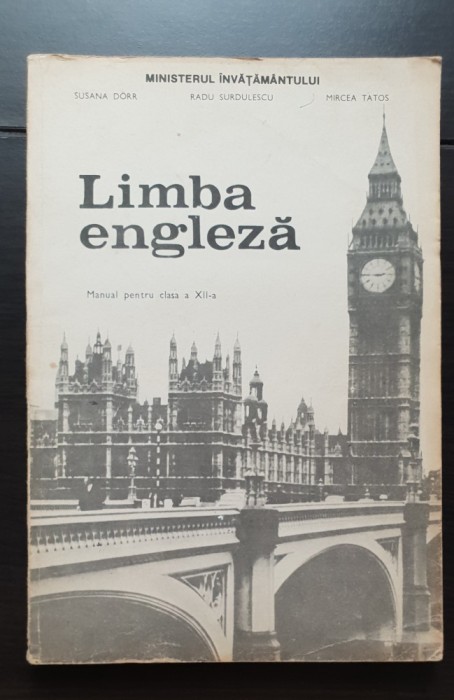 MINISTERUL ÎNVĂȚĂMÂNTULUI
SUSANA DÖRR RADU SURDULESCU MIRCEA TATOS
Limba
engleză
Manual pentru clasa a XII-a